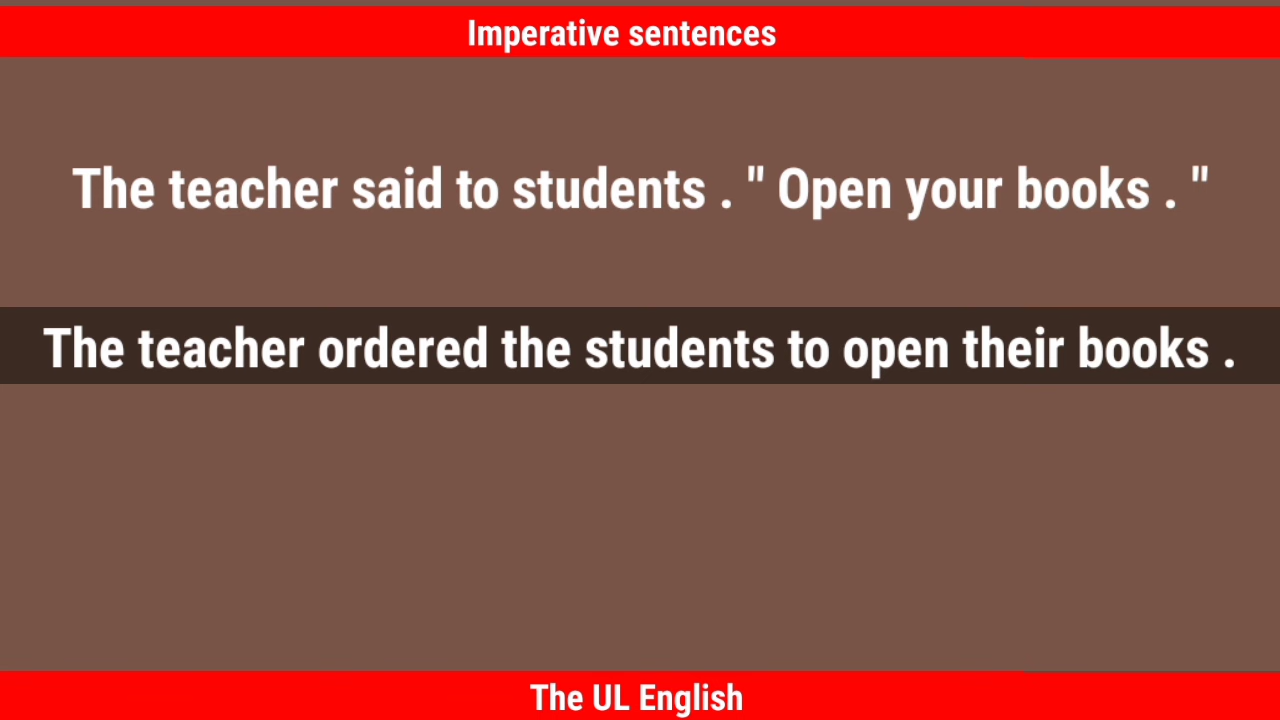 Imperative sentences
The teacher said to students . " Open your books . "
The teacher ordered the students to open their books .
The UL English